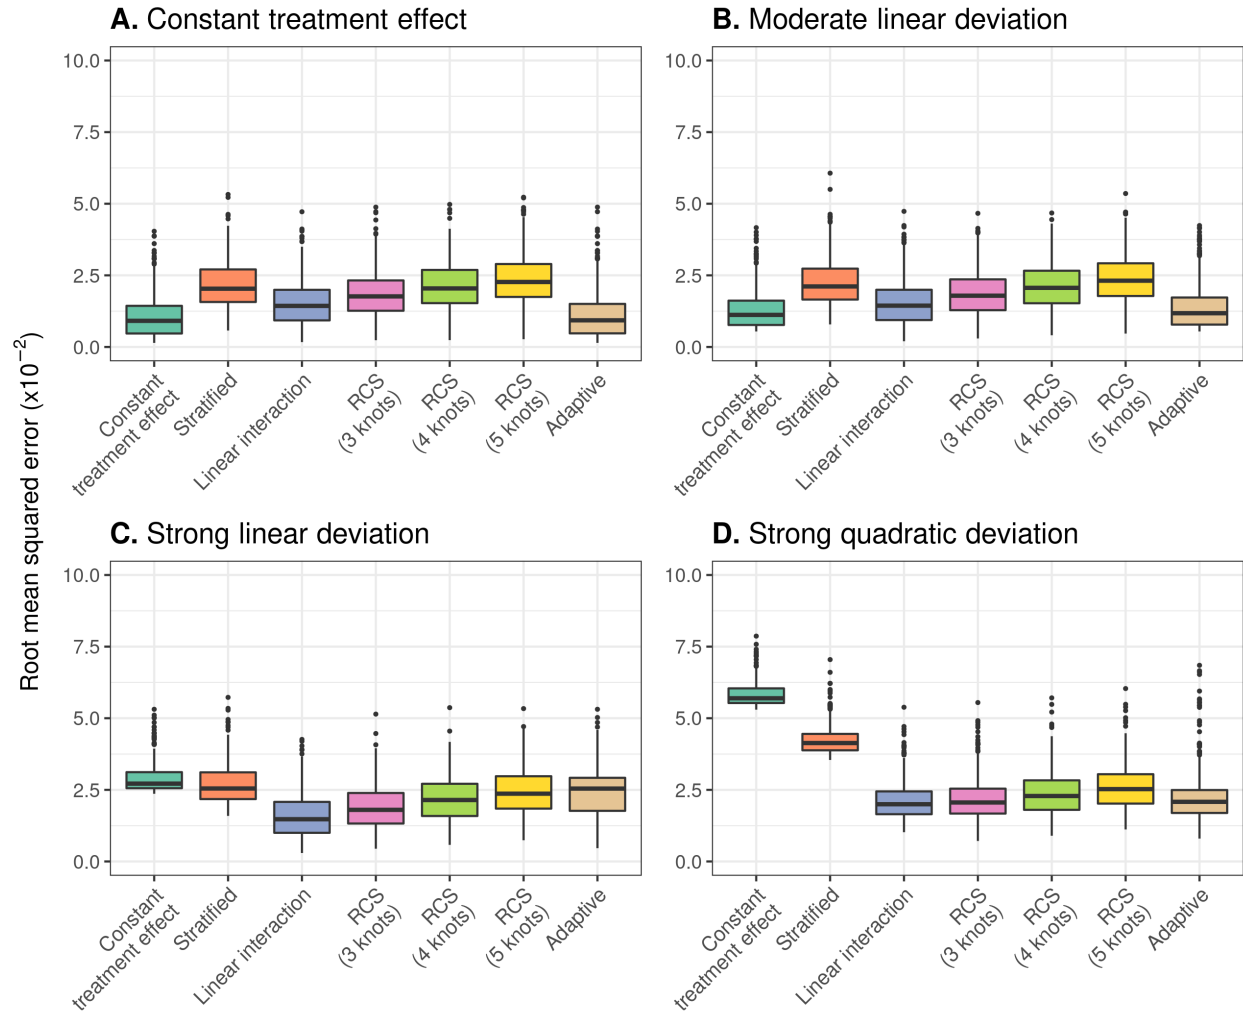 A. Constant treatment effect
B. Moderate linear deviation
10.0
7.5
5.0
2.5
0.0
10.0
7.5
5.0
2.5
0.0
Constant
treatment effect
Stratified
Linear interaction
RCS
(3 knots)
RCS
(4 knots)
RCS
(5 knots)
Adaptive
Constant
treatment effect
Stratified
Linear interaction
RCS
(3 knots)
RCS
(4 knots)
RCS
(5 knots)
Adaptive
Root mean squared error (x10⁻²)
C. Strong linear deviation
D. Strong quadratic deviation
10.0
7.5
5.0
2.5
0.0
10.0
7.5
5.0
2.5
0.0
Constant
treatment effect
Stratified
Linear interaction
RCS
(3 knots)
RCS
(4 knots)
RCS
(5 knots)
Adaptive
Constant
treatment effect
Stratified
Linear interaction
RCS
(3 knots)
RCS
(4 knots)
RCS
(5 knots)
Adaptive